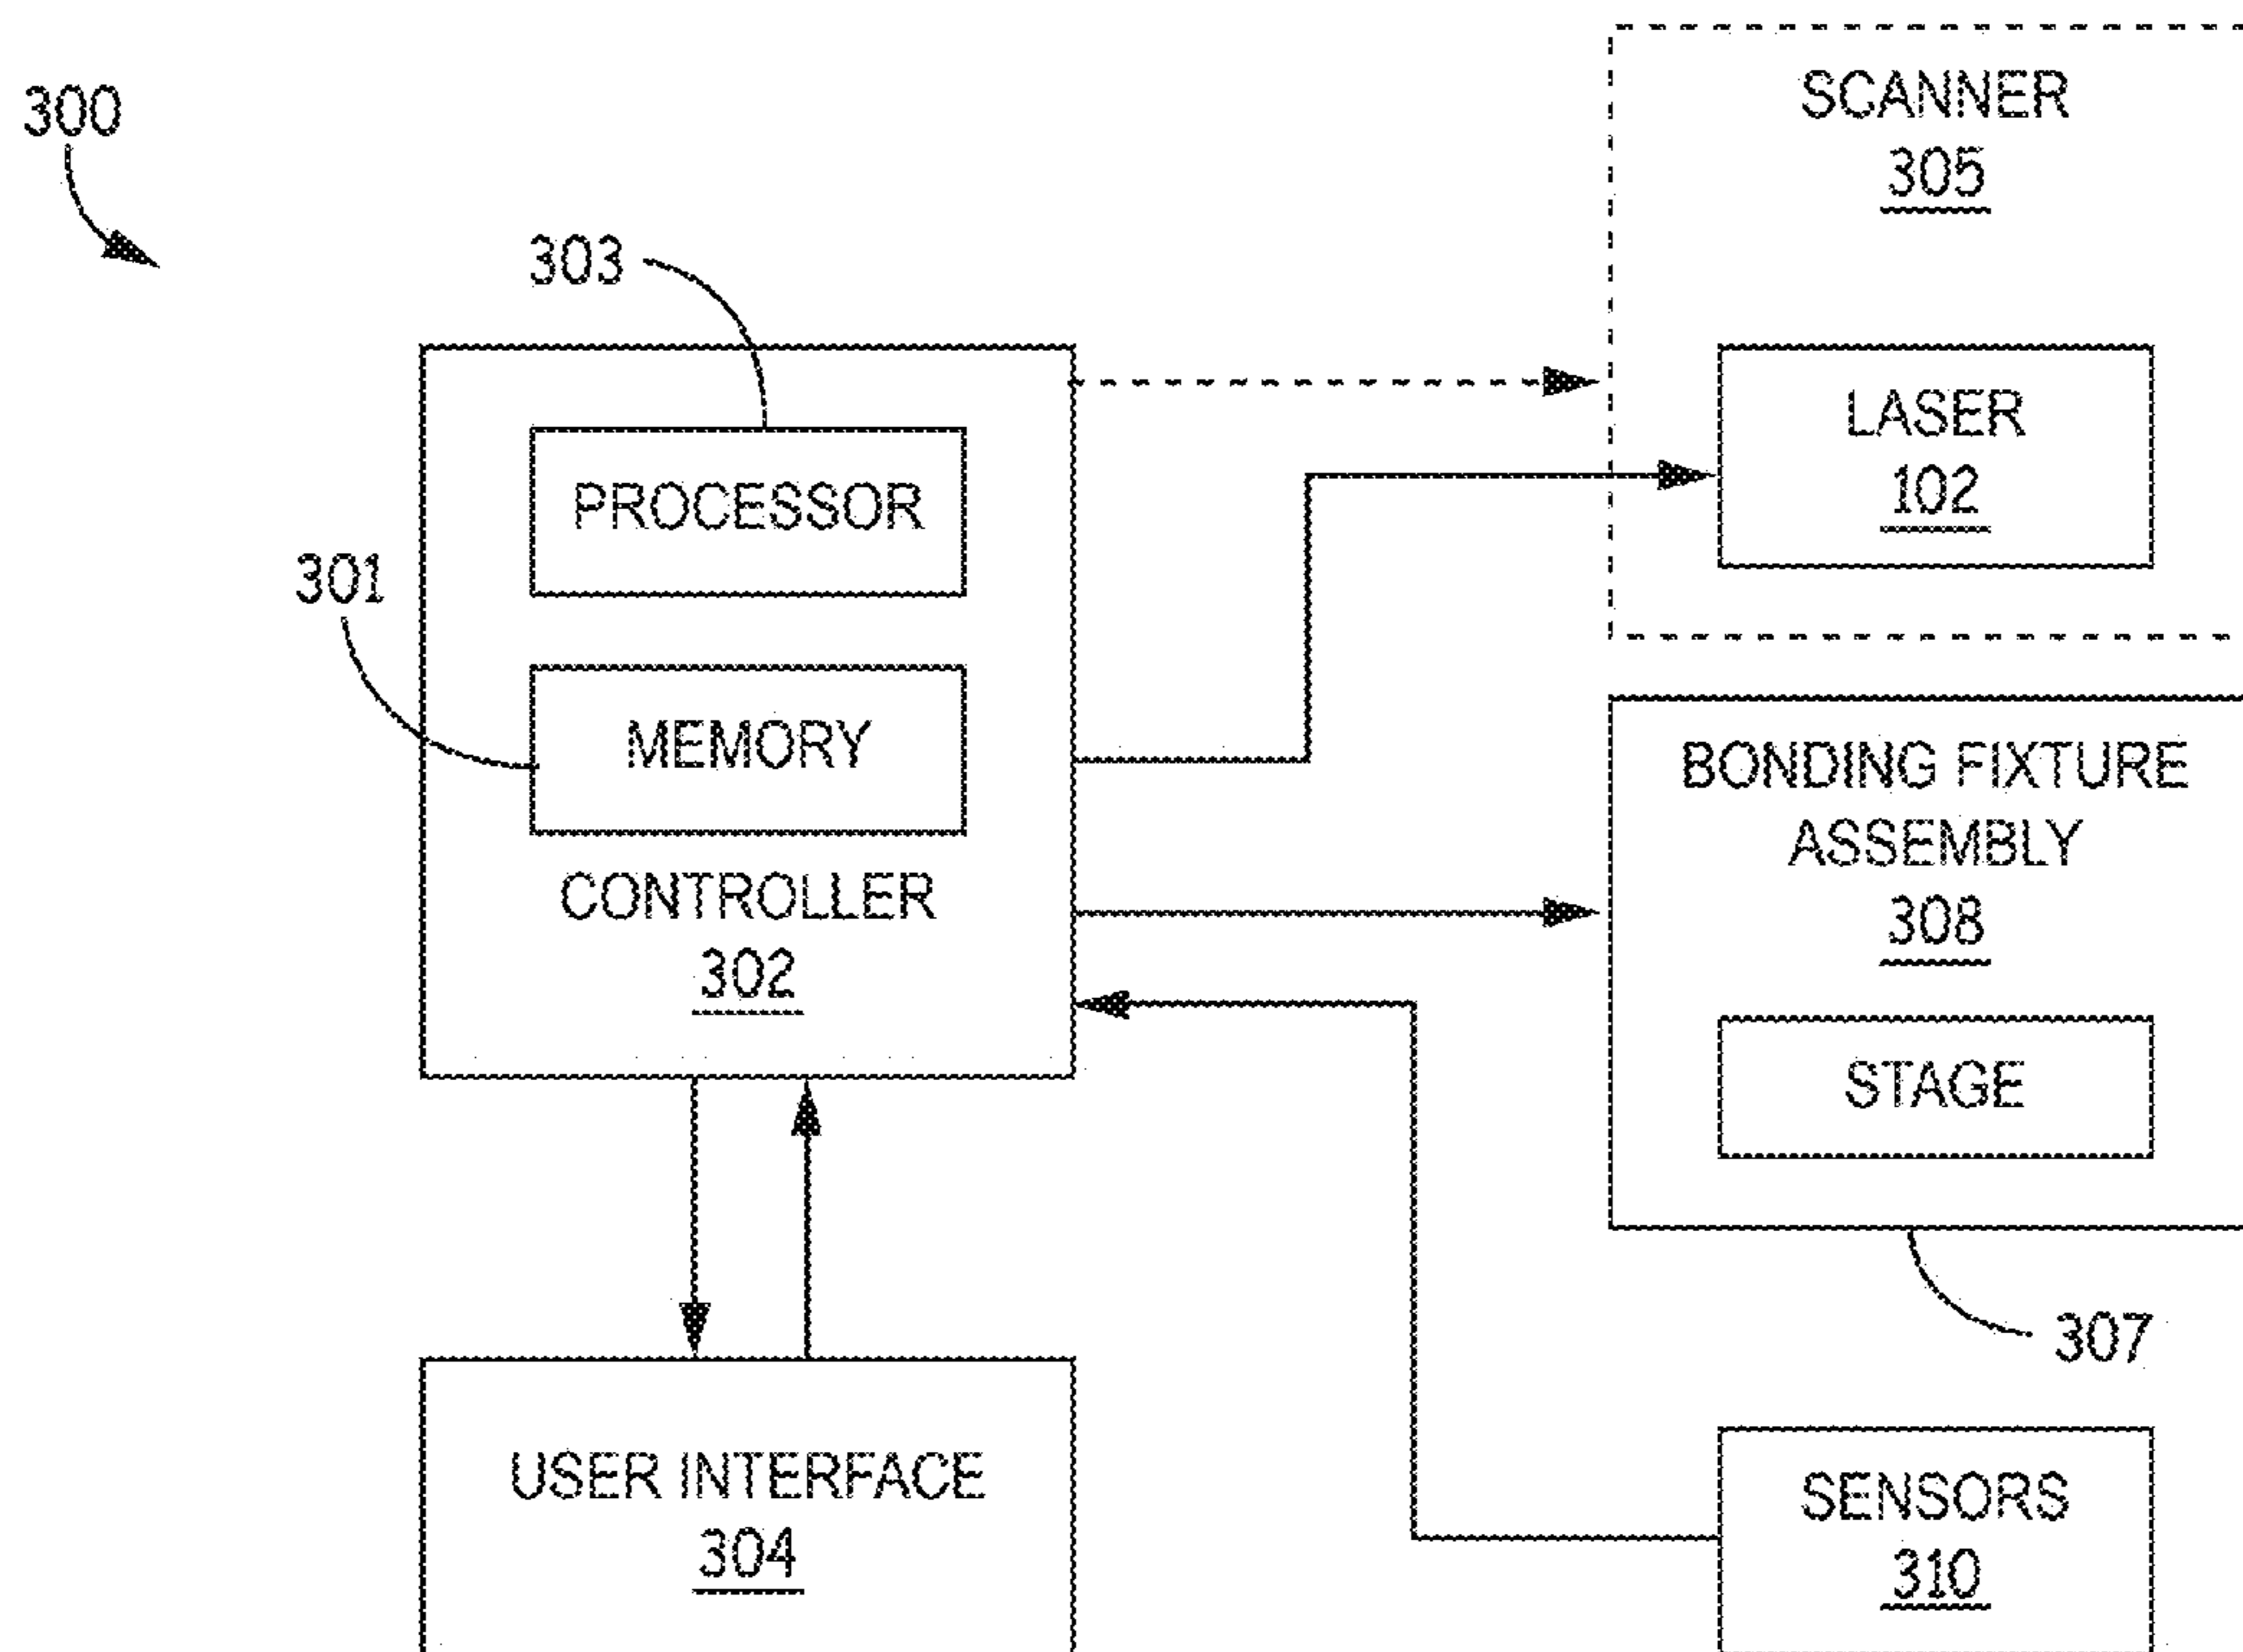 300
303
PROCESSOR
301
MEMORY
CONTROLLER
302
USER INTERFACE
304
SCANNER
305
LASER
102
BONDING FIXTURE
ASSEMBLY
308
STAGE
307
SENSORS
310